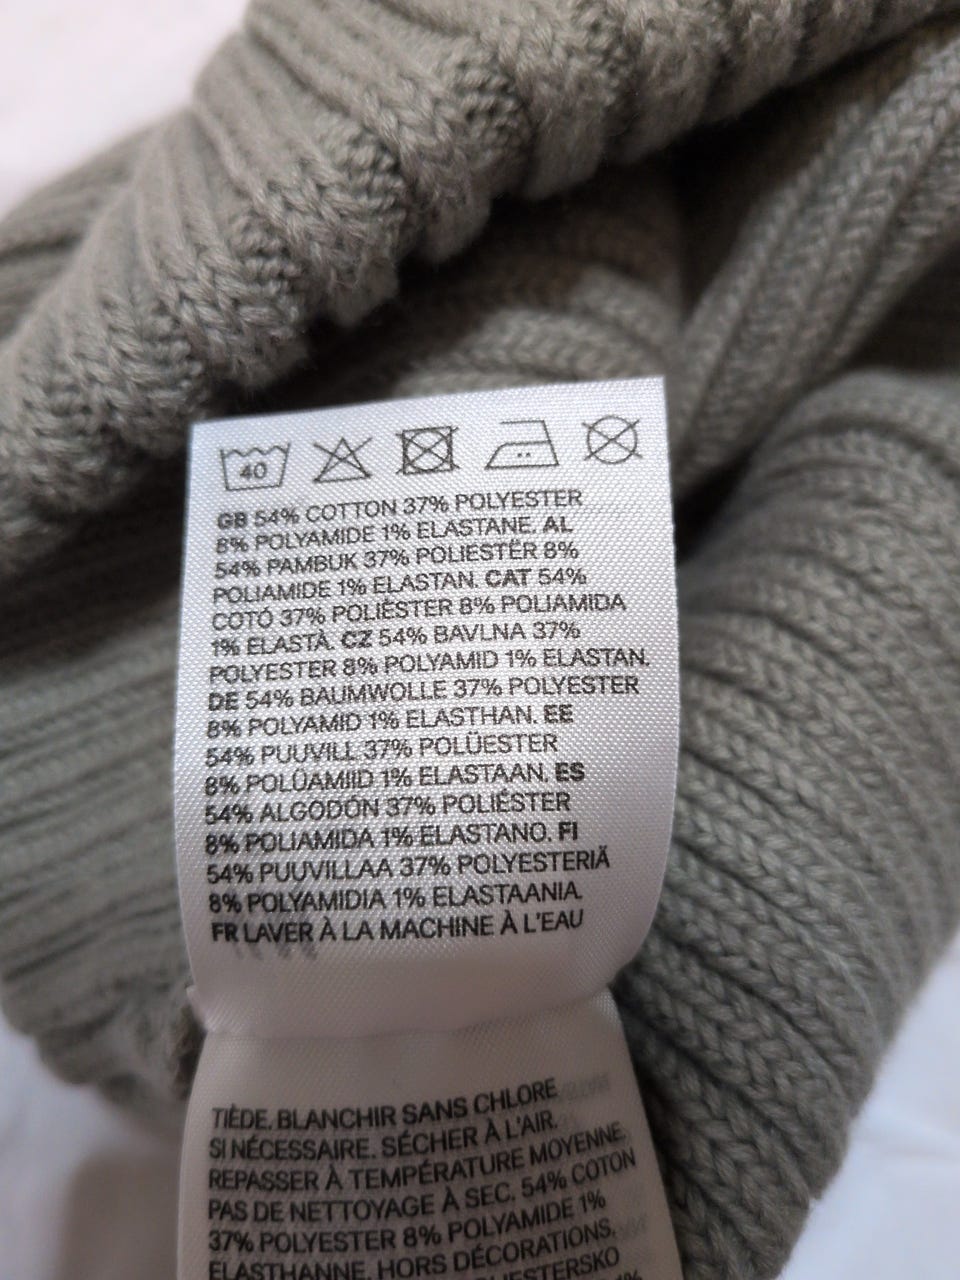 40
GB 54% COTTON 37% POLYESTER
8% POLYAMIDE 1% ELASTANE. AL
54% PAMBUK 37% POLIESTËR 8%
POLIAMIDE 1% ELASTAN. CAT 54%
COTÓ 37% POLIÈSTER 8% POLIAMIDA
1% ELASTÀ. CZ 54% BAVLNA 37%
POLYESTER 8% POLYAMID 1% ELASTAN.
DE 54% BAUMWOLLE 37% POLYESTER
8% POLYAMID 1% ELASTHAN. EE
54% PUUVILL 37% POLÜESTER
8% POLÜAMIID 1% ELASTAAN. ES
54% ALGODÓN 37% POLIÉSTER
8% POLIAMIDA 1% ELASTANO. FI
54% PUUVILLAA 37% POLYESTERIÄ
8% POLYAMIDIA 1% ELASTAANIA.
FR LAVER À LA MACHINE À L'EAU
TIÈDE. BLANCHIR SANS CHLORE
SI NÉCESSAIRE. SÉCHER À L'AIR.
REPASSER À TEMPÉRATURE MOYENNE.
PAS DE NETTOYAGE À SEC. 54% COTON
37% POLYESTER 8% POLYAMIDE 1%
ELASTHANNE. HORS DÉCORATIONS.
1%